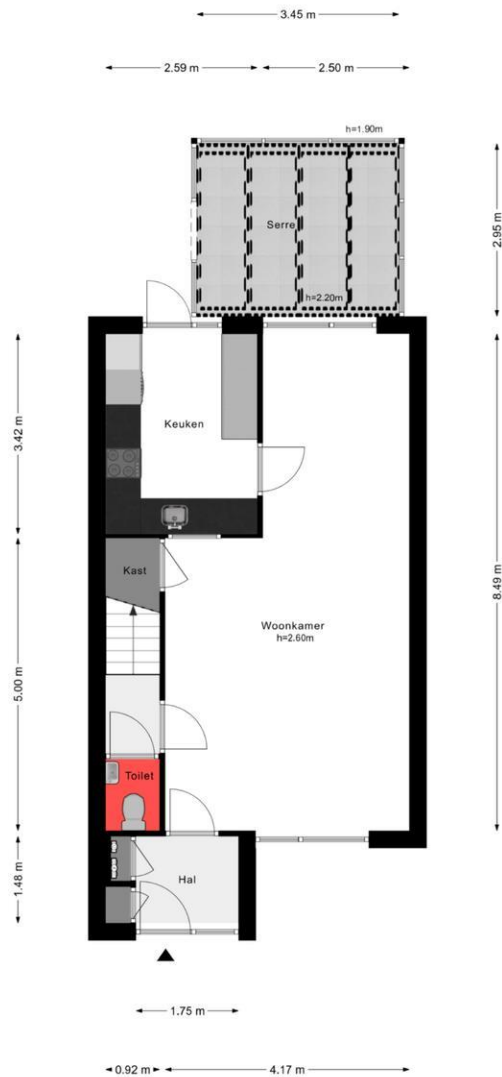 3.45 m
2.59 m
2.50 m
h=1.90m
Serre
2.95 m
h=2.20m
3.42 m
Keuken
8.49 m
Kast
Woonkamer
h=2.60m
5.00 m
Toilet
1.48 m
Hal
1.75 m
0.92 m
4.17 m